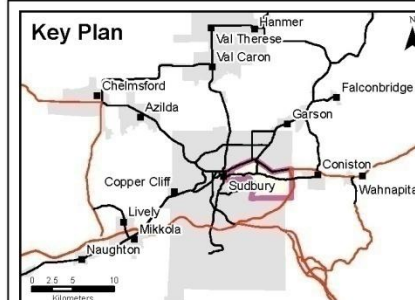 Key Plan
N
Hanmer
Val Therese
Val Caron
Chelmsford
Falconbridge
Azilda
Garson
Coniston
Copper Cliff
Sudbury
Wahnapitae
Lively
Mikkola
Naughton
0 2.5 5 10
Kilometers